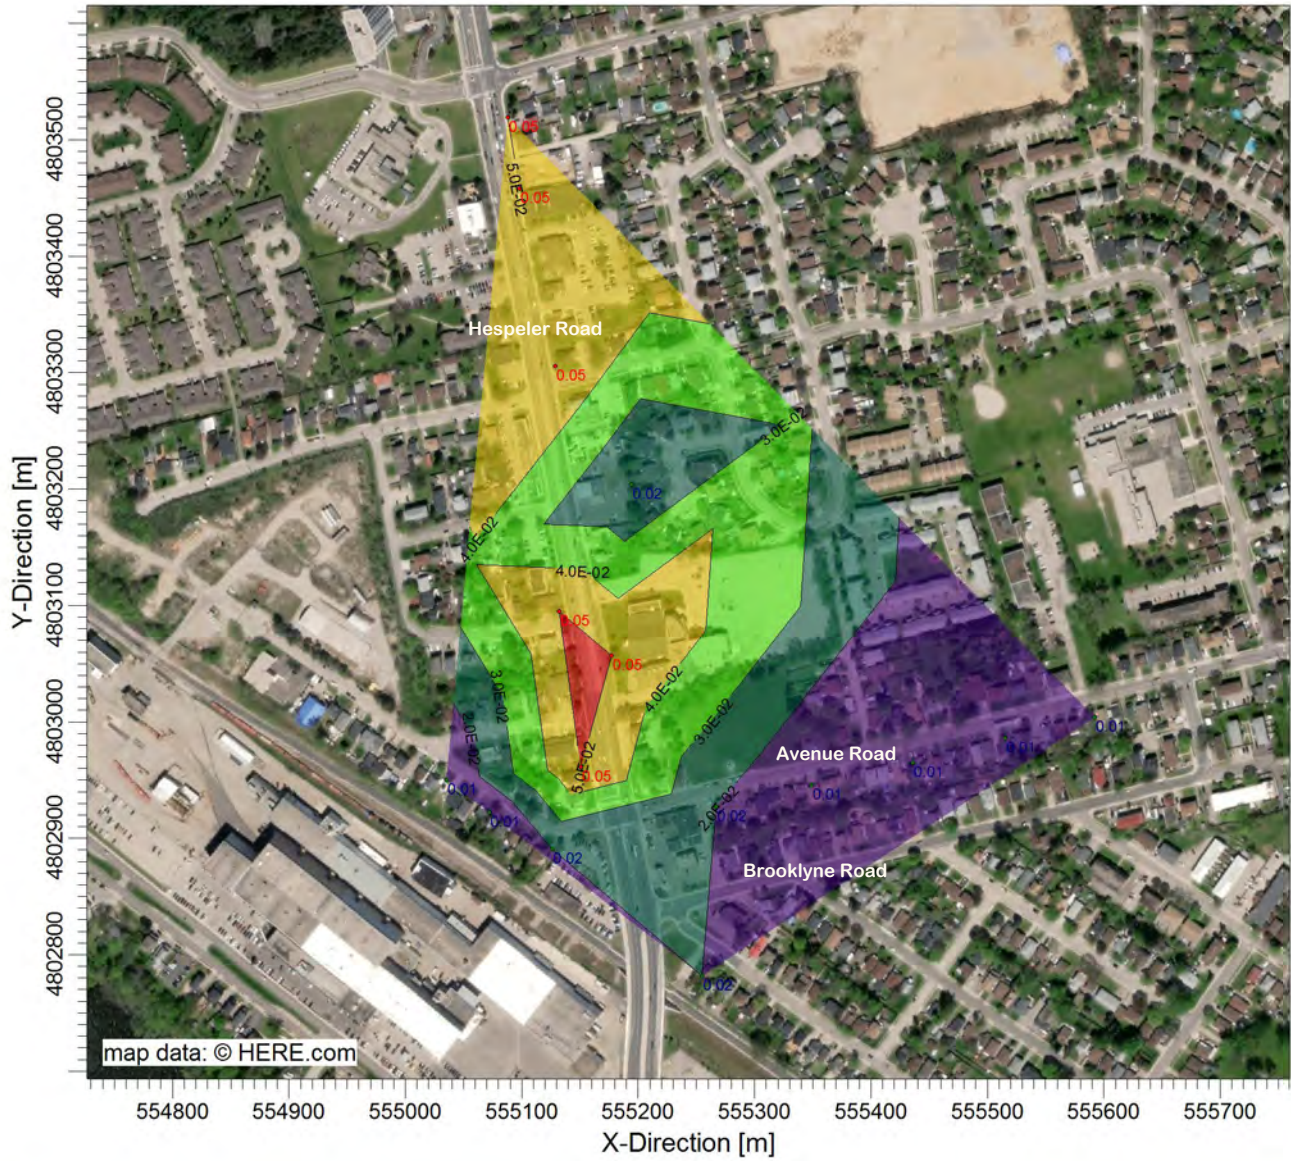 0.05
5.0E-02
0.05
Hespeler Road
0.05
3.0E-02
0.02
4.0E-02
4.0E-02
0.05
0.05
3.0E-02
4.0E-02
2.0E-02
3.0E-02
0.01
Avenue Road
0.01
0.01
5.0E-02
0.05
0.01
0.01
2.0E-02
0.02
0.01
0.02
Brooklyne Road
0.02
map data: © HERE.com
Y-Direction [m]
4803500
4803400
4803300
4803200
4803100
4803000
4802900
4802800
554800 554900 555000 555100 555200 555300 555400 555500 555600 555700
X-Direction [m]